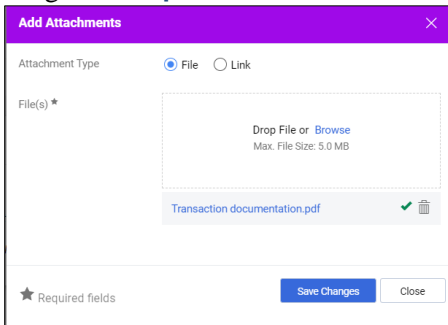 Add Attachments
Attachment Type
File
Link
File(s)
Drop File or Browse
Max. File Size: 5.0 MB
Transaction documentation.pdf
Required fields
Save Changes
Close